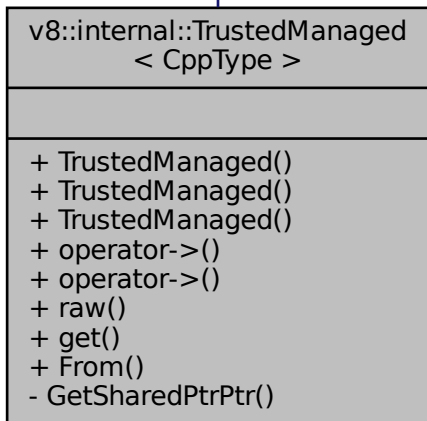 v8::internal::TrustedManaged
< CppType >
+ TrustedManaged()
+ TrustedManaged()
+ TrustedManaged()
+ operator->()
+ operator->()
+ raw()
+ get()
+ From()
- GetSharedPtrPtr()